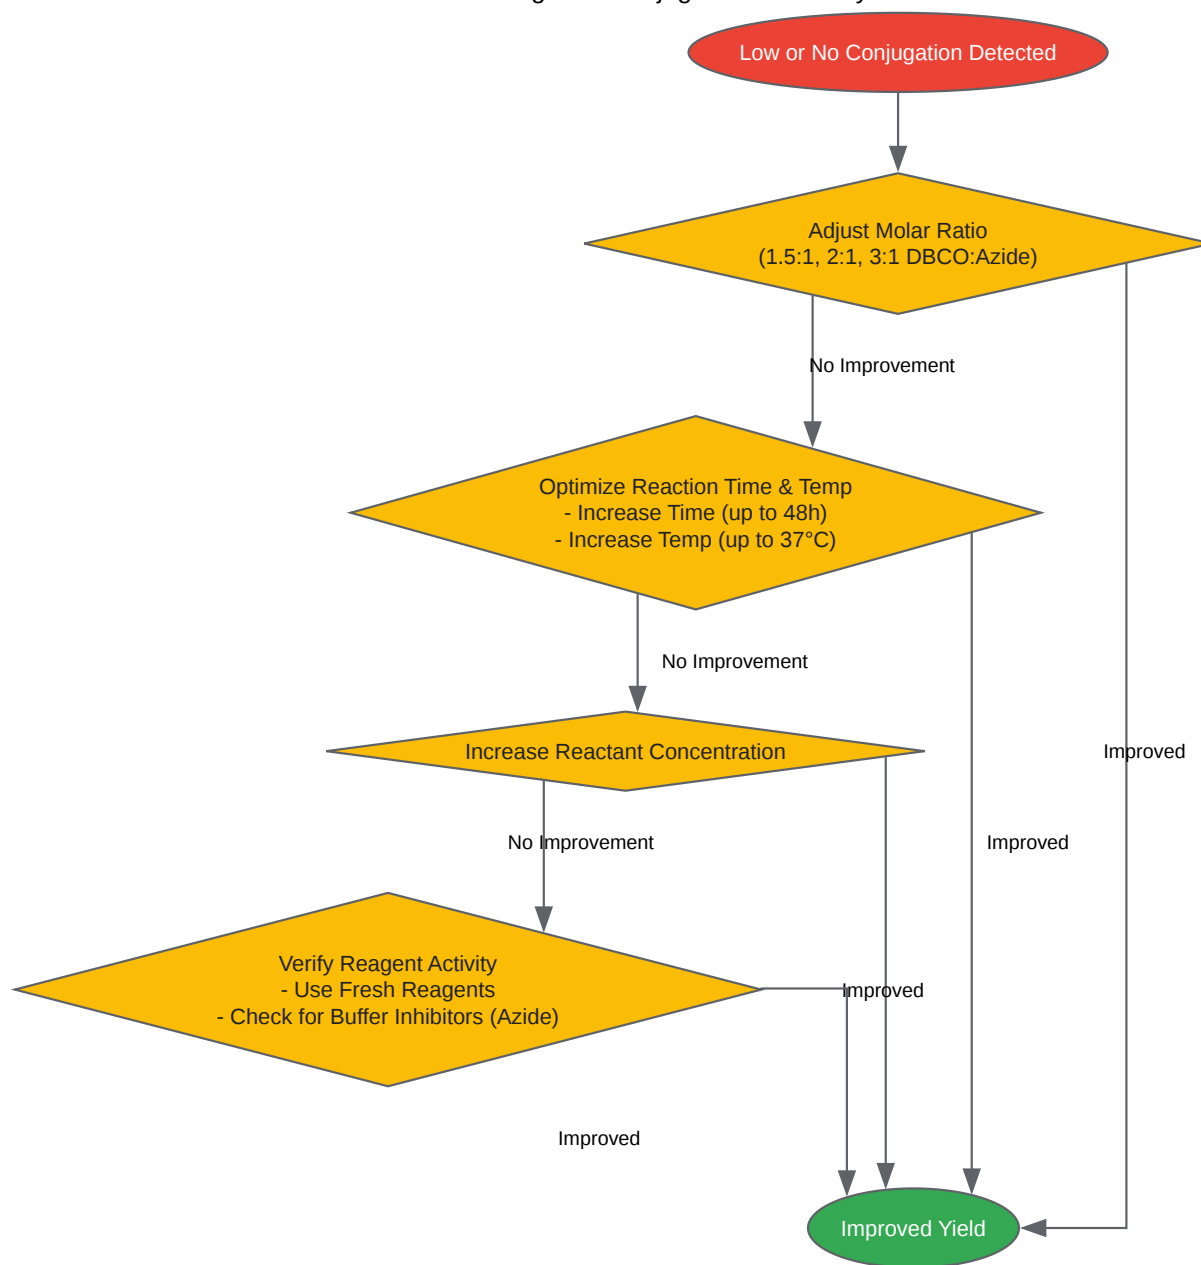 Low or No Conjugation Detected
Adjust Molar Ratio
(1.5:1, 2:1, 3:1 DBCO:Azide)
No Improvement
Optimize Reaction Time & Temp
- Increase Time (up to 48h)
- Increase Temp (up to 37°C)
No Improvement
Increase Reactant Concentration
Improved
No Improvement
Improved
Verify Reagent Activity
- Use Fresh Reagents
- Check for Buffer Inhibitors (Azide)
Improved
Improved
Improved Yield